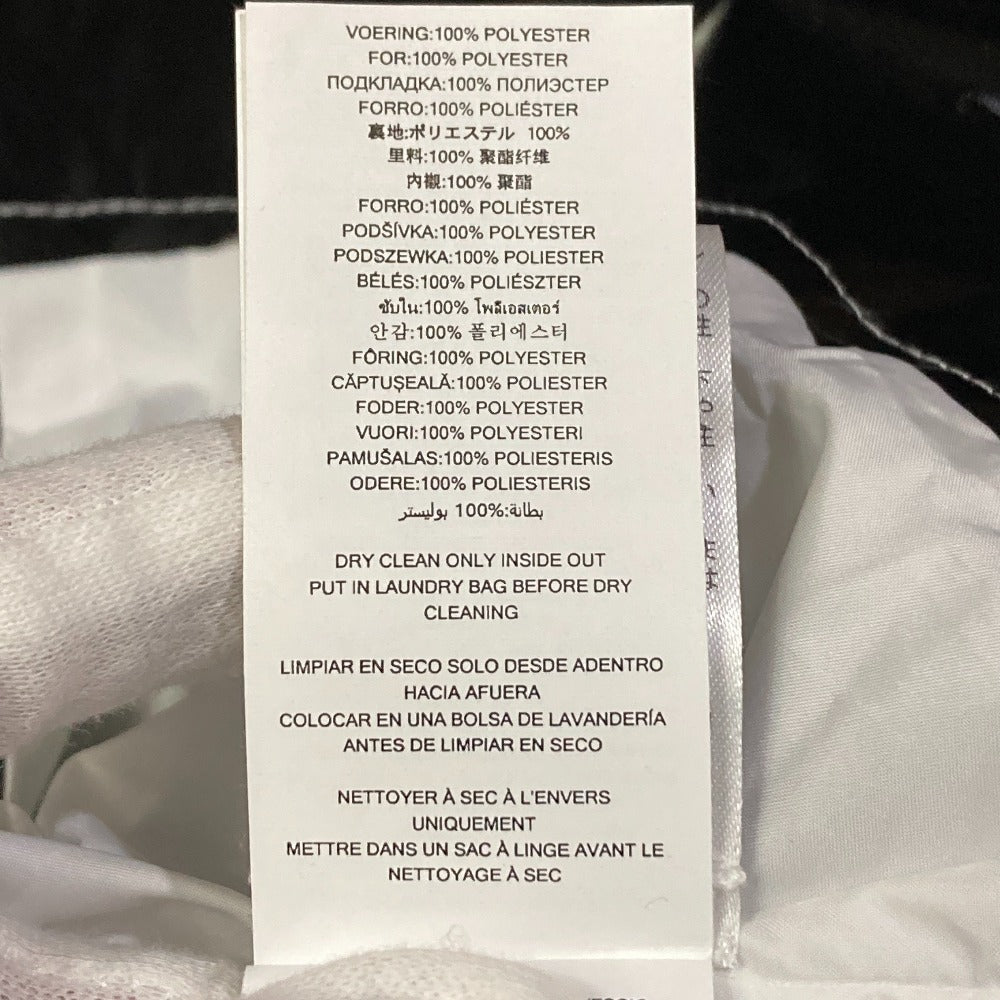 VOERING:100% POLYESTER
FOR:100% POLYESTER
ПОДКЛАДКА:100% ПОЛИЭСТЕР
FORRO:100% POLIÉSTER
裏地:ポリエステル 100%
里料:100% 聚酯纤维
內襯:100% 聚酯
FORRO:100% POLIÉSTER
PODŠÍVKA:100% POLYESTER
PODSZEWKA:100% POLIESTER
BÉLÉS:100% POLIÉSZTER
ซับใน:100% โพลีเอสเตอร์
안감:100% 폴리에스터
FÔRING:100% POLYESTER
CĂPTUŞEALĂ:100% POLIESTER
FODER:100% POLYESTER
VUORI:100% POLYESTERI
PAMUŠALAS:100% POLIESTERIS
ODERE:100% POLIESTERIS
بطانة:100% بوليستر
DRY CLEAN ONLY INSIDE OUT
PUT IN LAUNDRY BAG BEFORE DRY
CLEANING
LIMPIAR EN SECO SOLO DESDE ADENTRO
HACIA AFUERA
COLOCAR EN UNA BOLSA DE LAVANDERÍA
ANTES DE LIMPIAR EN SECO
NETTOYER À SEC À L'ENVERS
UNIQUEMENT
METTRE DANS UN SAC À LINGE AVANT LE
NETTOYAGE À SEC